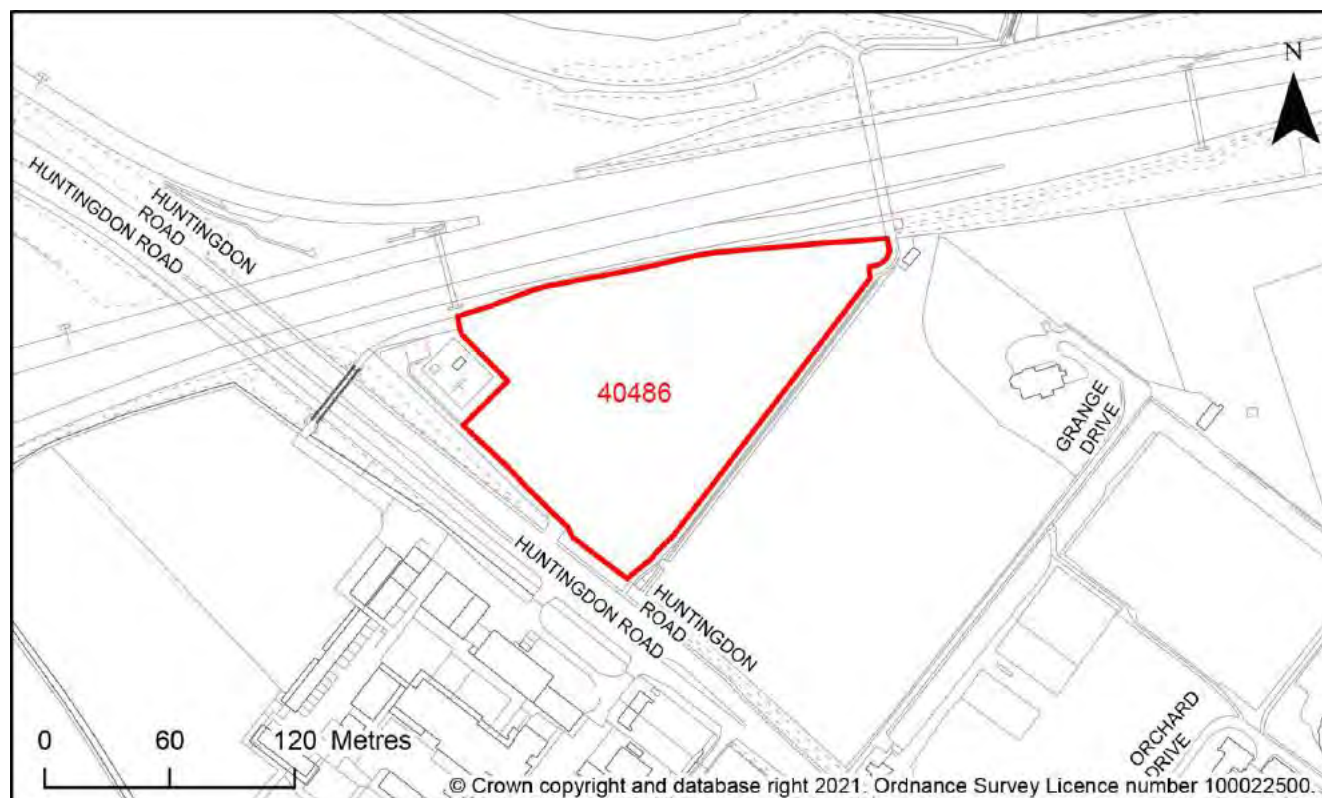 N
HUNTINGDON
ROAD
HUNTINGDON ROAD
40486
GRANGE
DRIVE
HUNTINGDON
ROAD
HUNTINGDON ROAD
ORCHARD
DRIVE
0 60 120 Metres
© Crown copyright and database right 2021. Ordnance Survey Licence number 100022500.